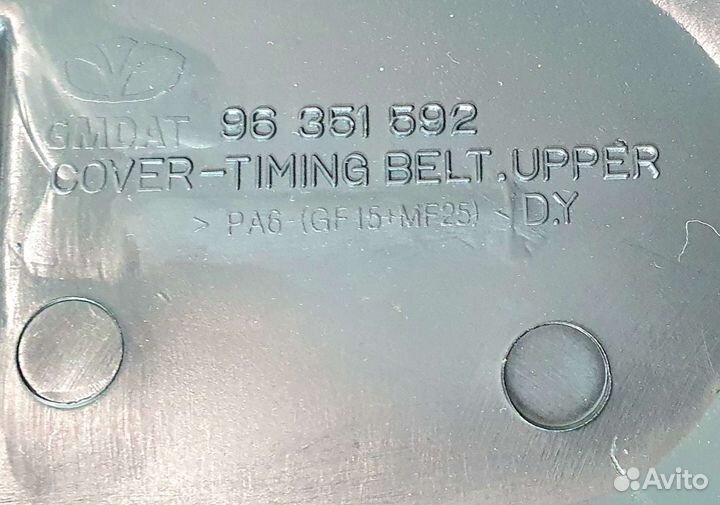 GMDAT 96 351 592
COVER-TIMING BELT.UPPER
> PA6-(GF15+MF25) < D.Y
Avito